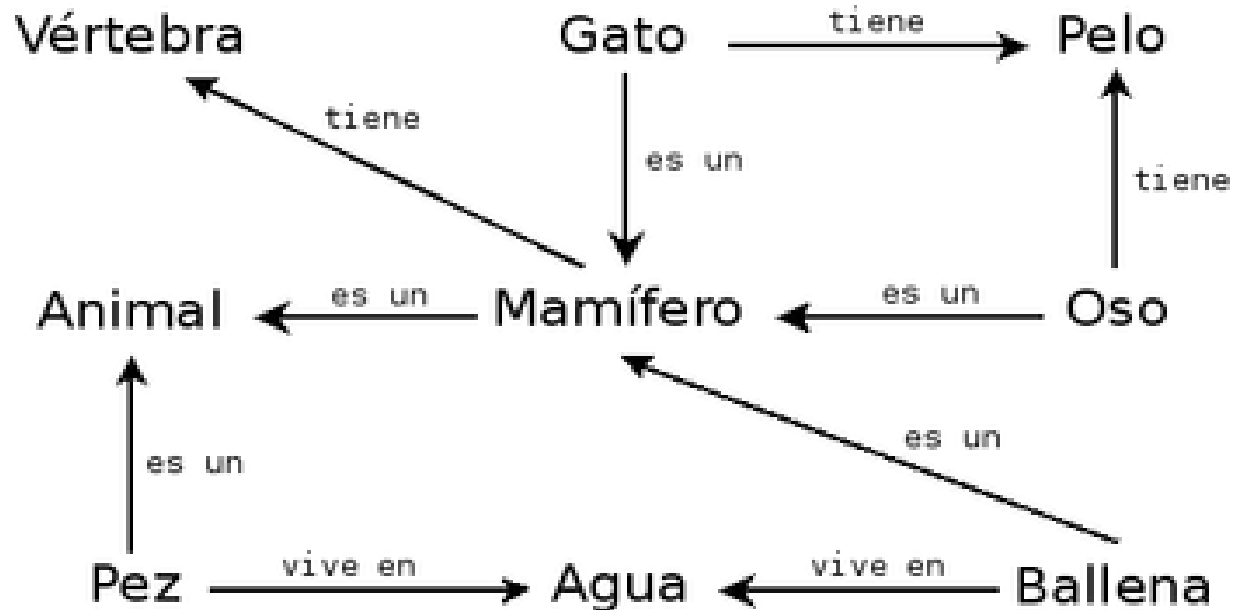 Vértebra
Gato
tiene
Pelo
tiene
es un
tiene
Animal
es un
Mamífero
es un
Oso
es un
es un
Pez
vive en
Agua
vive en
Ballena